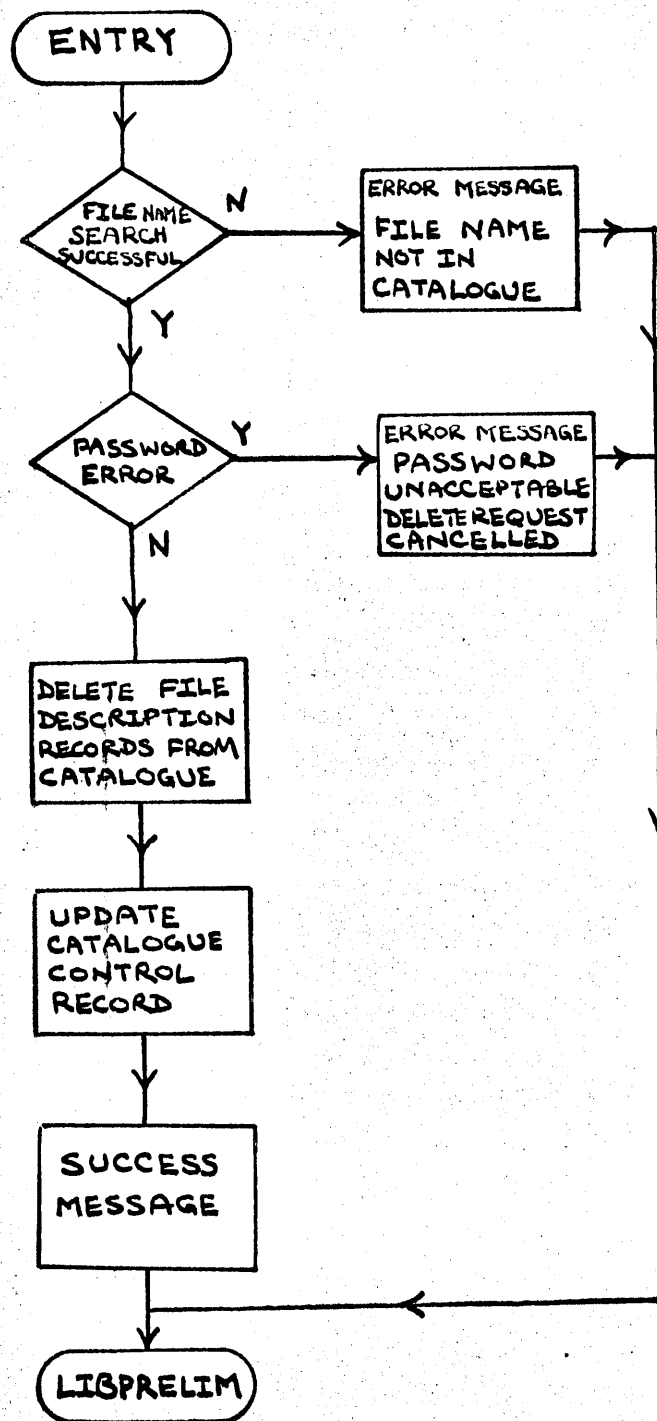 ENTRY
FILE NAME
SEARCH
SUCCESSFUL
N
ERROR MESSAGE
FILE NAME
NOT IN
CATALOGUE
Y
PASSWORD
ERROR
Y
ERROR MESSAGE
PASSWORD
UNACCEPTABLE
DELETE REQUEST
CANCELLED
N
DELETE FILE
DESCRIPTION
RECORDS FROM
CATALOGUE
UPDATE
CATALOGUE
CONTROL
RECORD
SUCCESS
MESSAGE
LIBPRELIM